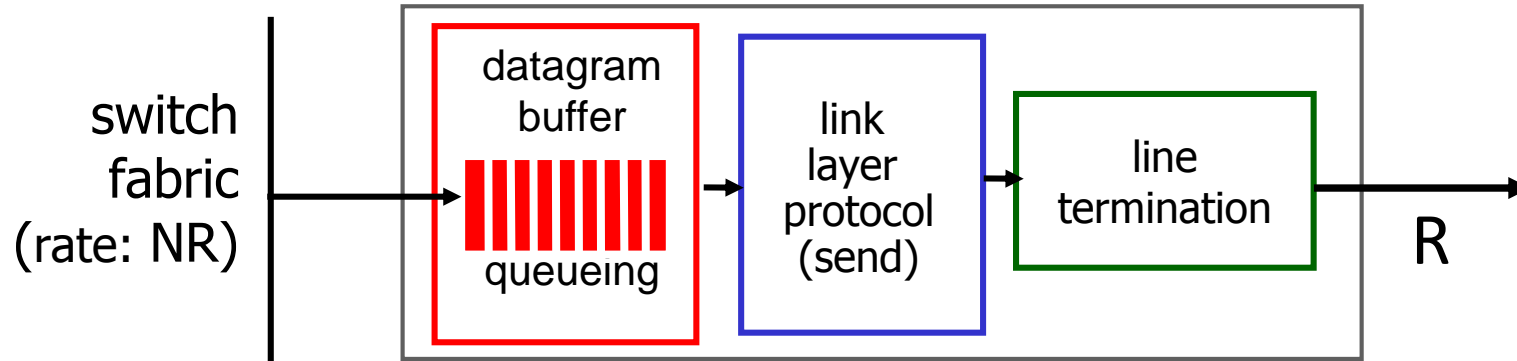 switch
fabric
(rate: NR)
datagram
buffer
queueing
link
layer
protocol
(send)
line
termination
R